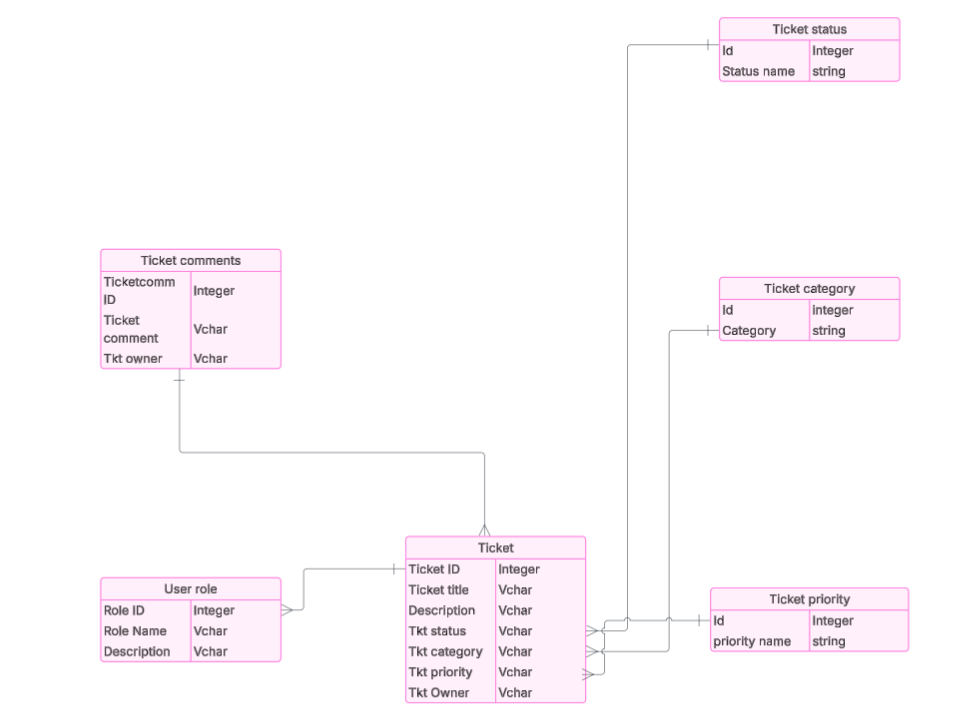 Ticket status
Id Integer
Status name string
Ticket comments
Ticketcomm
ID Integer
Ticket
comment Vchar
Tkt owner Vchar
Ticket category
Id integer
Category string
Ticket
Ticket ID Integer
Ticket title Vchar
Description Vchar
Tkt status Vchar
Tkt category Vchar
Tkt priority Vchar
Tkt Owner Vchar
User role
Role ID Integer
Role Name Vchar
Description Vchar
Ticket priority
Id Integer
priority name string